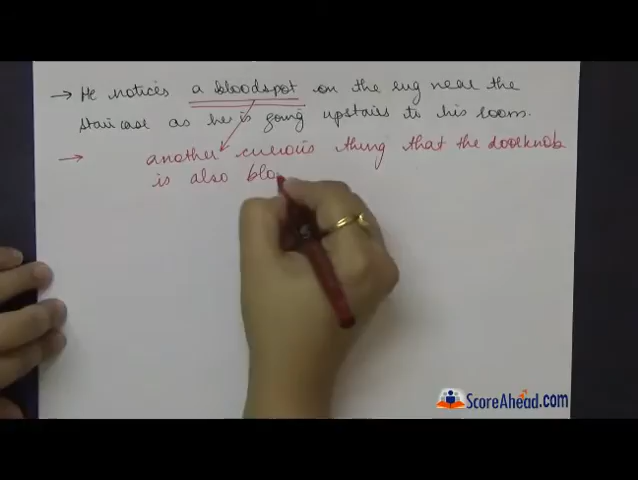 → He notices a bloodspot on the rug near the
staircase as he is going upstairs to his room.
→ another curious thing that the doorknob
is also bloo
ScoreAhead.com